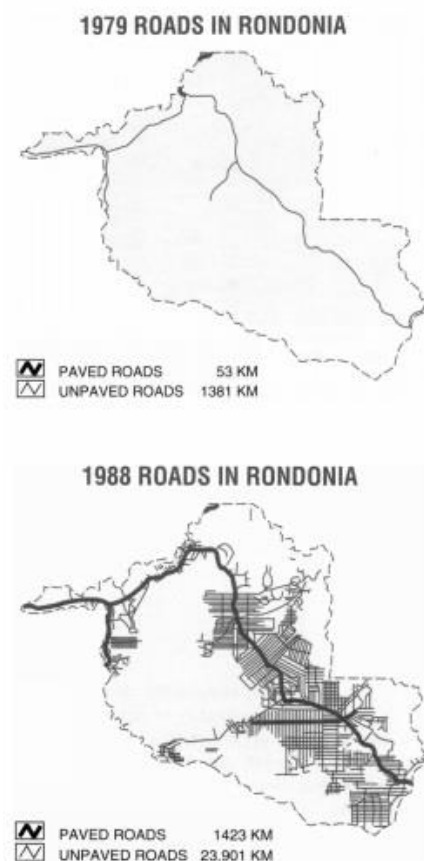 1979 ROADS IN RONDONIA
PAVED ROADS 53 KM
UNPAVED ROADS 1381 KM
1988 ROADS IN RONDONIA
PAVED ROADS 1423 KM
UNPAVED ROADS 23.901 KM